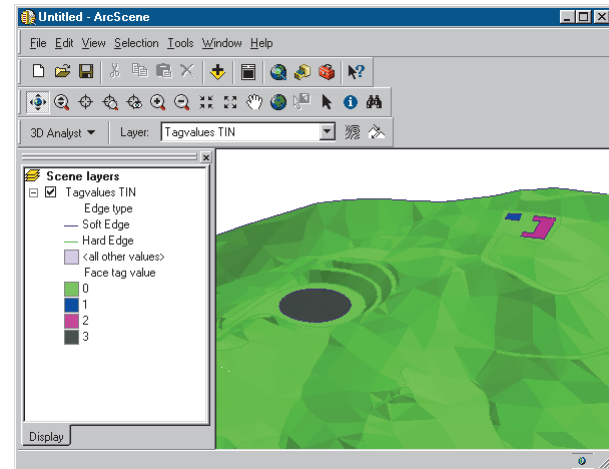 Untitled - ArcScene
File Edit View Selection Tools Window Help
3D Analyst Layer: Tagvalues TIN
Scene layers
Tagvalues TIN
Edge type
Soft Edge
Hard Edge
<all other values>
Face tag value
0
1
2
3
Display